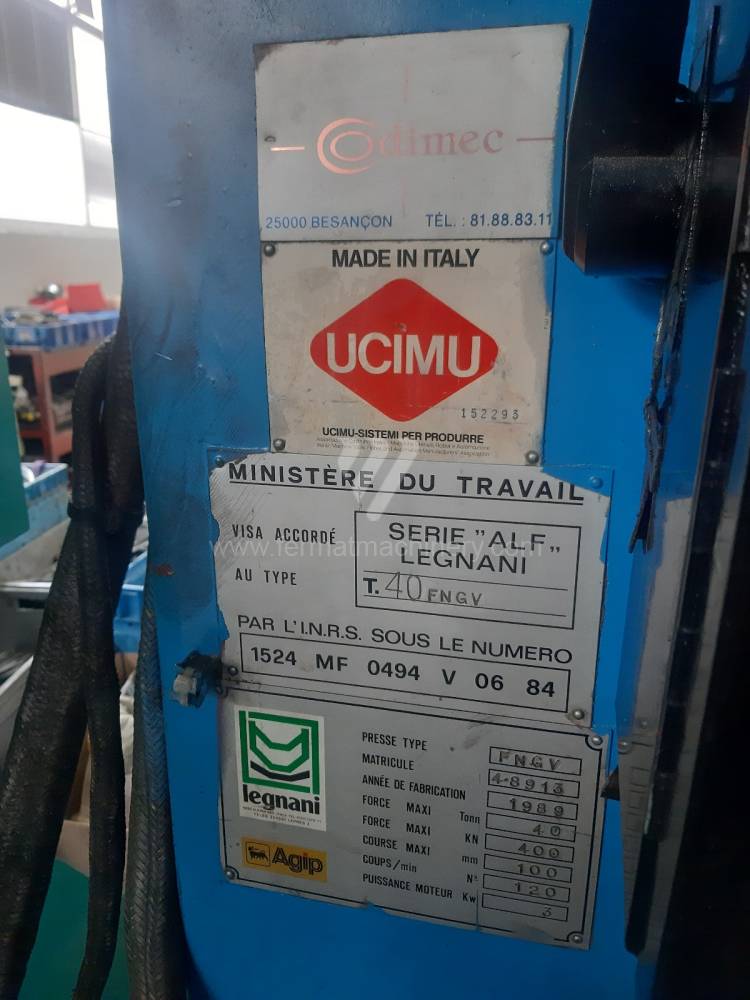 Codimec
25000 BESANÇON TÉL. : 81.88.83.11
MADE IN ITALY
UCIMU
152293
UCIMU-SISTEMI PER PRODURRE
MINISTÈRE DU TRAVAIL
VISA ACCORDÉ
AU TYPE
SERIE "ALF„
LEGNANI
T. 40 FNGV
www.fermatmachinery.com
PAR L'I.N.R.S. SOUS LE NUMERO
1524 MF 0494 V 06 84
legnani
Agip
PRESSE TYPE FNGV
MATRICULE 4-8913
ANNÉE DE FABRICATION 1989
FORCE MAXI Tonn 40
FORCE MAXI KN 400
COURSE MAXI mm 100
COUPS/min N° 120
PUISSANCE MOTEUR Kw 3